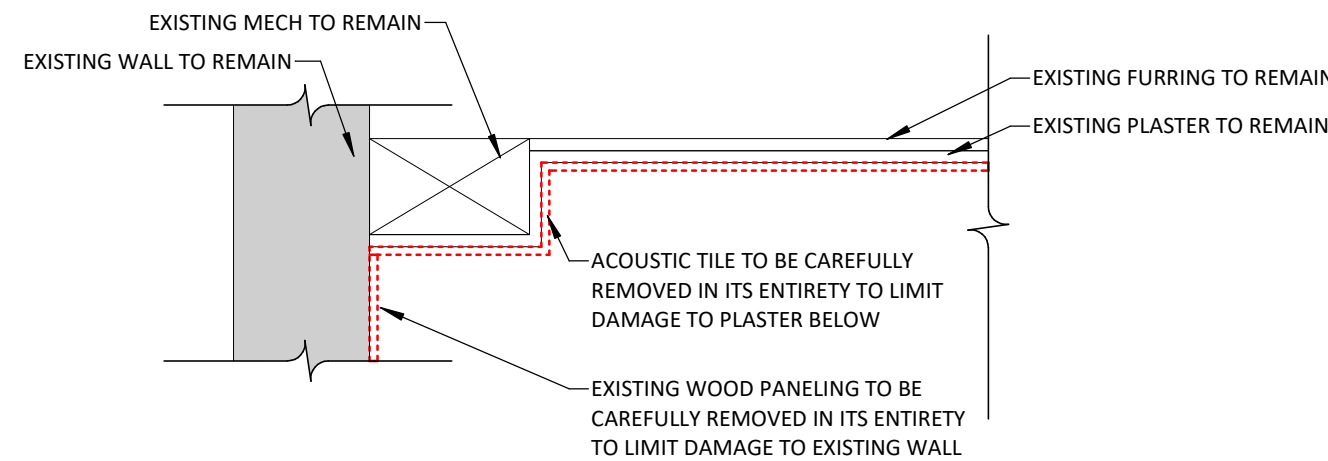 EXISTING MECH TO REMAIN
EXISTING WALL TO REMAIN
EXISTING FURRING TO REMAIN
EXISTING PLASTER TO REMAIN
ACOUSTIC TILE TO BE CAREFULLY
REMOVED IN ITS ENTIRETY TO LIMIT
DAMAGE TO PLASTER BELOW
EXISTING WOOD PANELING TO BE
CAREFULLY REMOVED IN ITS ENTIRETY
TO LIMIT DAMAGE TO EXISTING WALL